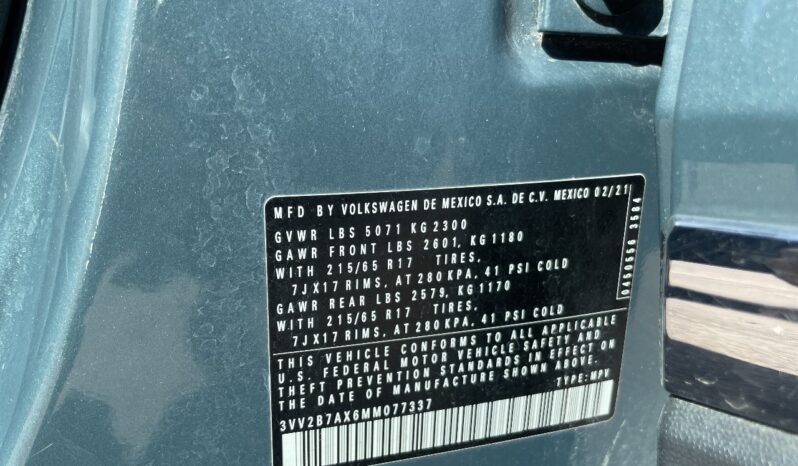 MFD BY VOLKSWAGEN DE MEXICO S.A. DE C.V. MEXICO 02/21
GVWR LBS 5071 KG 2300
GAWR FRONT LBS 2601, KG 1180
WITH 215/65 R17 TIRES,
7JX17 RIMS, AT 280 KPA, 41 PSI COLD
GAWR REAR LBS 2579, KG 1170
WITH 215/65 R17 TIRES,
7JX17 RIMS, AT 280 KPA, 41 PSI COLD
THIS VEHICLE CONFORMS TO ALL APPLICABLE
U.S. FEDERAL MOTOR VEHICLE SAFETY AND
THEFT PREVENTION STANDARDS IN EFFECT ON
THE DATE OF MANUFACTURE SHOWN ABOVE.
TYPE: MPV
3VV2B7AX6MM077337
0450556 3584